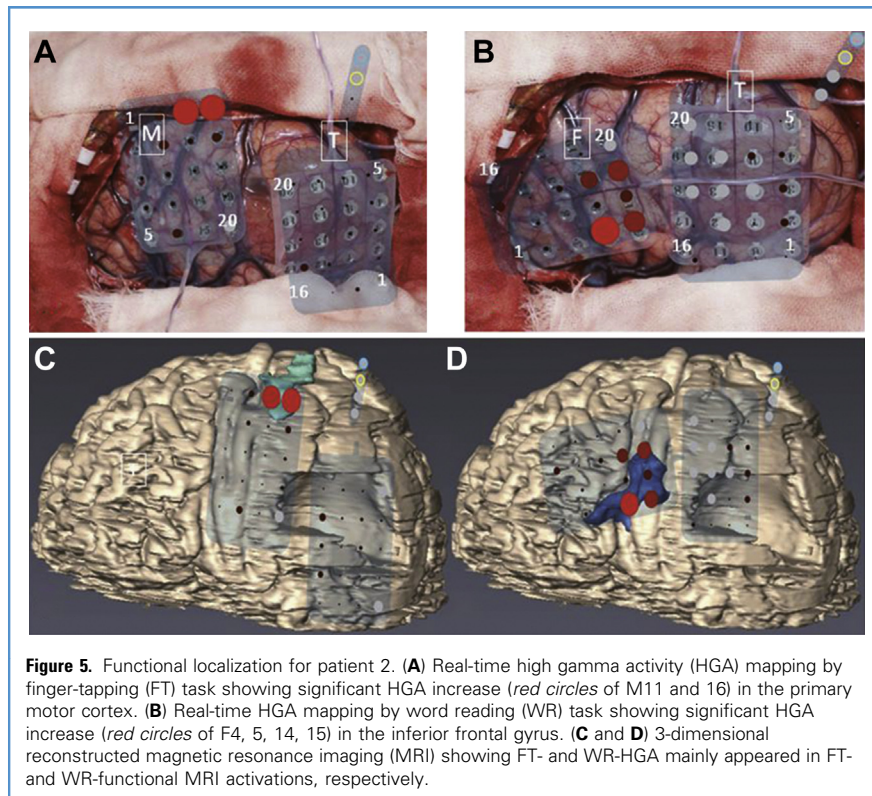 A
B
1
M
T
5
20
20
5
16
1
T
20
5
F
20
16
1
16
1
C
D
Figure 5. Functional localization for patient 2. (A) Real-time high gamma activity (HGA) mapping by
finger-tapping (FT) task showing significant HGA increase (red circles of M11 and 16) in the primary
motor cortex. (B) Real-time HGA mapping by word reading (WR) task showing significant HGA
increase (red circles of F4, 5, 14, 15) in the inferior frontal gyrus. (C and D) 3-dimensional
reconstructed magnetic resonance imaging (MRI) showing FT- and WR-HGA mainly appeared in FT-
and WR-functional MRI activations, respectively.